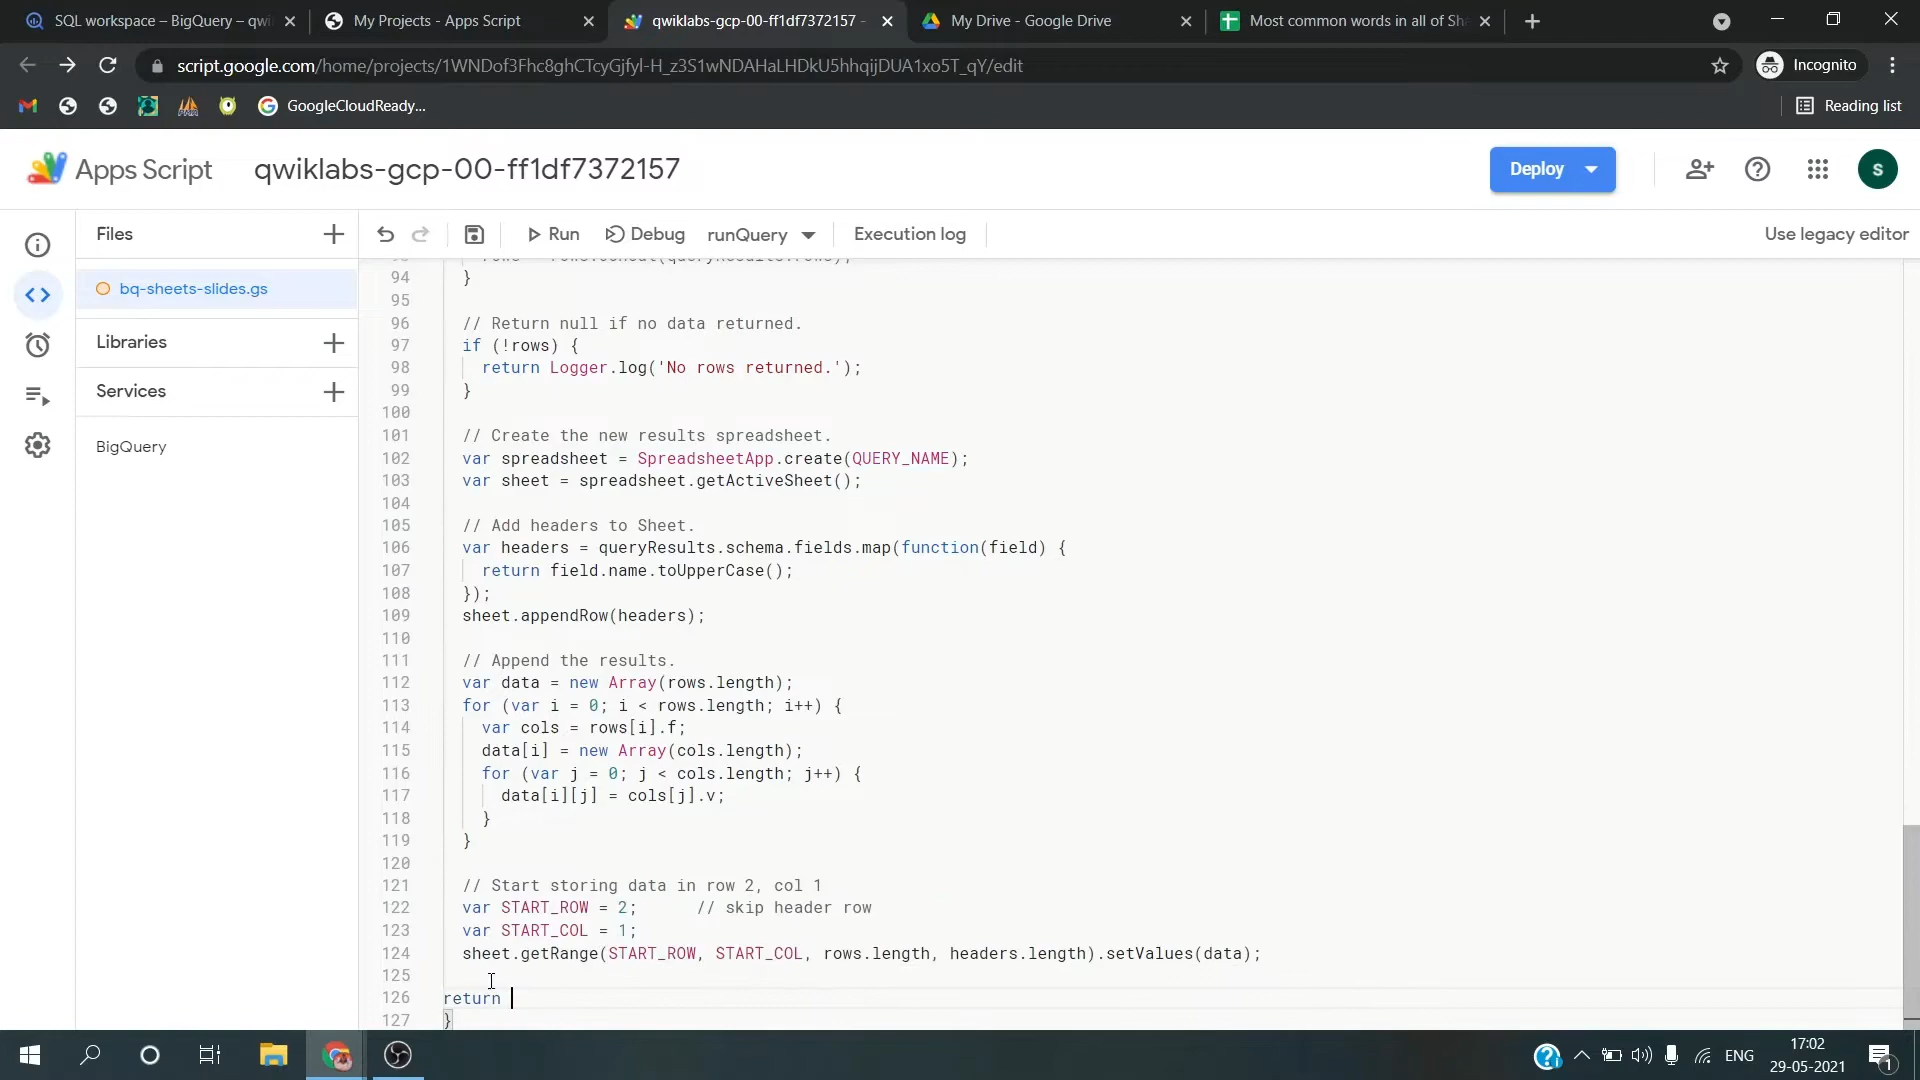 SQL workspace – BigQuery – qwi
My Projects - Apps Script
qwiklabs-gcp-00-ff1df7372157 -
My Drive - Google Drive
Most common words in all of Sha
script.google.com/home/projects/1WNDof3Fhc8ghCTcyGjfyl-H_z3S1wNDAHaLHDkU5hhqijDUA1xo5T_qY/edit
Incognito
GoogleCloudReady...
Reading list
Apps Script
qwiklabs-gcp-00-ff1df7372157
Deploy
S
Files
Run
Debug
runQuery
Execution log
Use legacy editor
bq-sheets-slides.gs
Libraries
Services
BigQuery
94 }
95
96 // Return null if no data returned.
97 if (!rows) {
98 return Logger.log('No rows returned.');
99 }
100
101 // Create the new results spreadsheet.
102 var spreadsheet = SpreadsheetApp.create(QUERY_NAME);
103 var sheet = spreadsheet.getActiveSheet();
104
105 // Add headers to Sheet.
106 var headers = queryResults.schema.fields.map(function(field) {
107 return field.name.toUpperCase();
108 });
109 sheet.appendRow(headers);
110
111 // Append the results.
112 var data = new Array(rows.length);
113 for (var i = 0; i < rows.length; i++) {
114 var cols = rows[i].f;
115 data[i] = new Array(cols.length);
116 for (var j = 0; j < cols.length; j++) {
117 data[i][j] = cols[j].v;
118 }
119 }
120
121 // Start storing data in row 2, col 1
122 var START_ROW = 2; // skip header row
123 var START_COL = 1;
124 sheet.getRange(START_ROW, START_COL, rows.length, headers.length).setValues(data);
125
126 return
127 }
ENG
17:02
29-05-2021
1